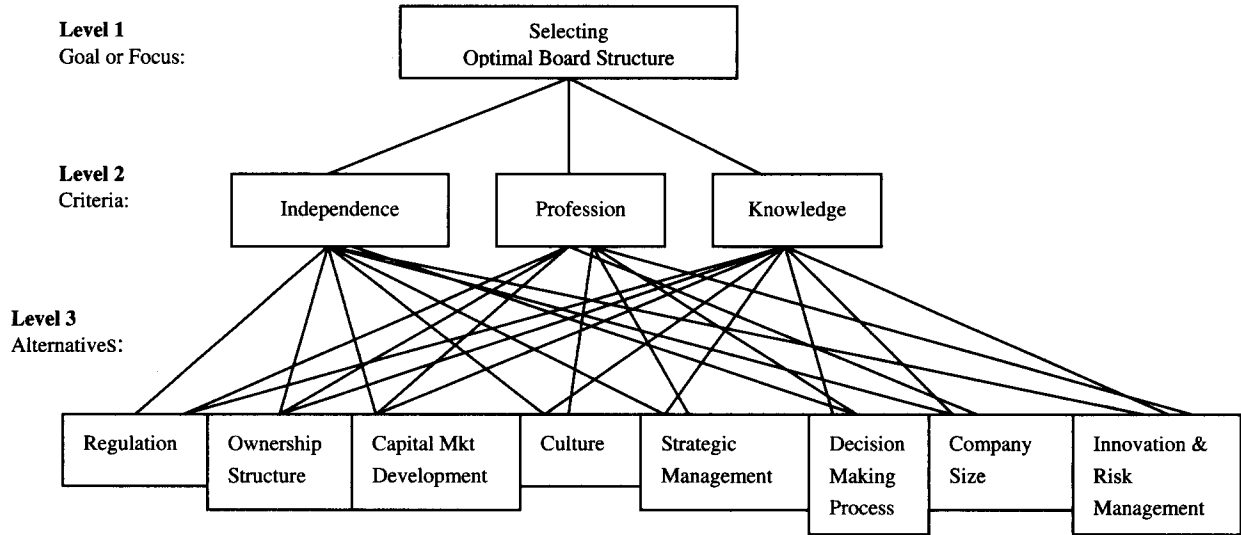 Level 1
Goal or Focus:
Selecting
Optimal Board Structure
Level 2
Criteria:
Independence
Profession
Knowledge
Level 3
Alternatives:
Regulation
Ownership
Structure
Capital Mkt
Development
Culture
Strategic
Management
Decision
Making
Process
Company
Size
Innovation &
Risk
Management